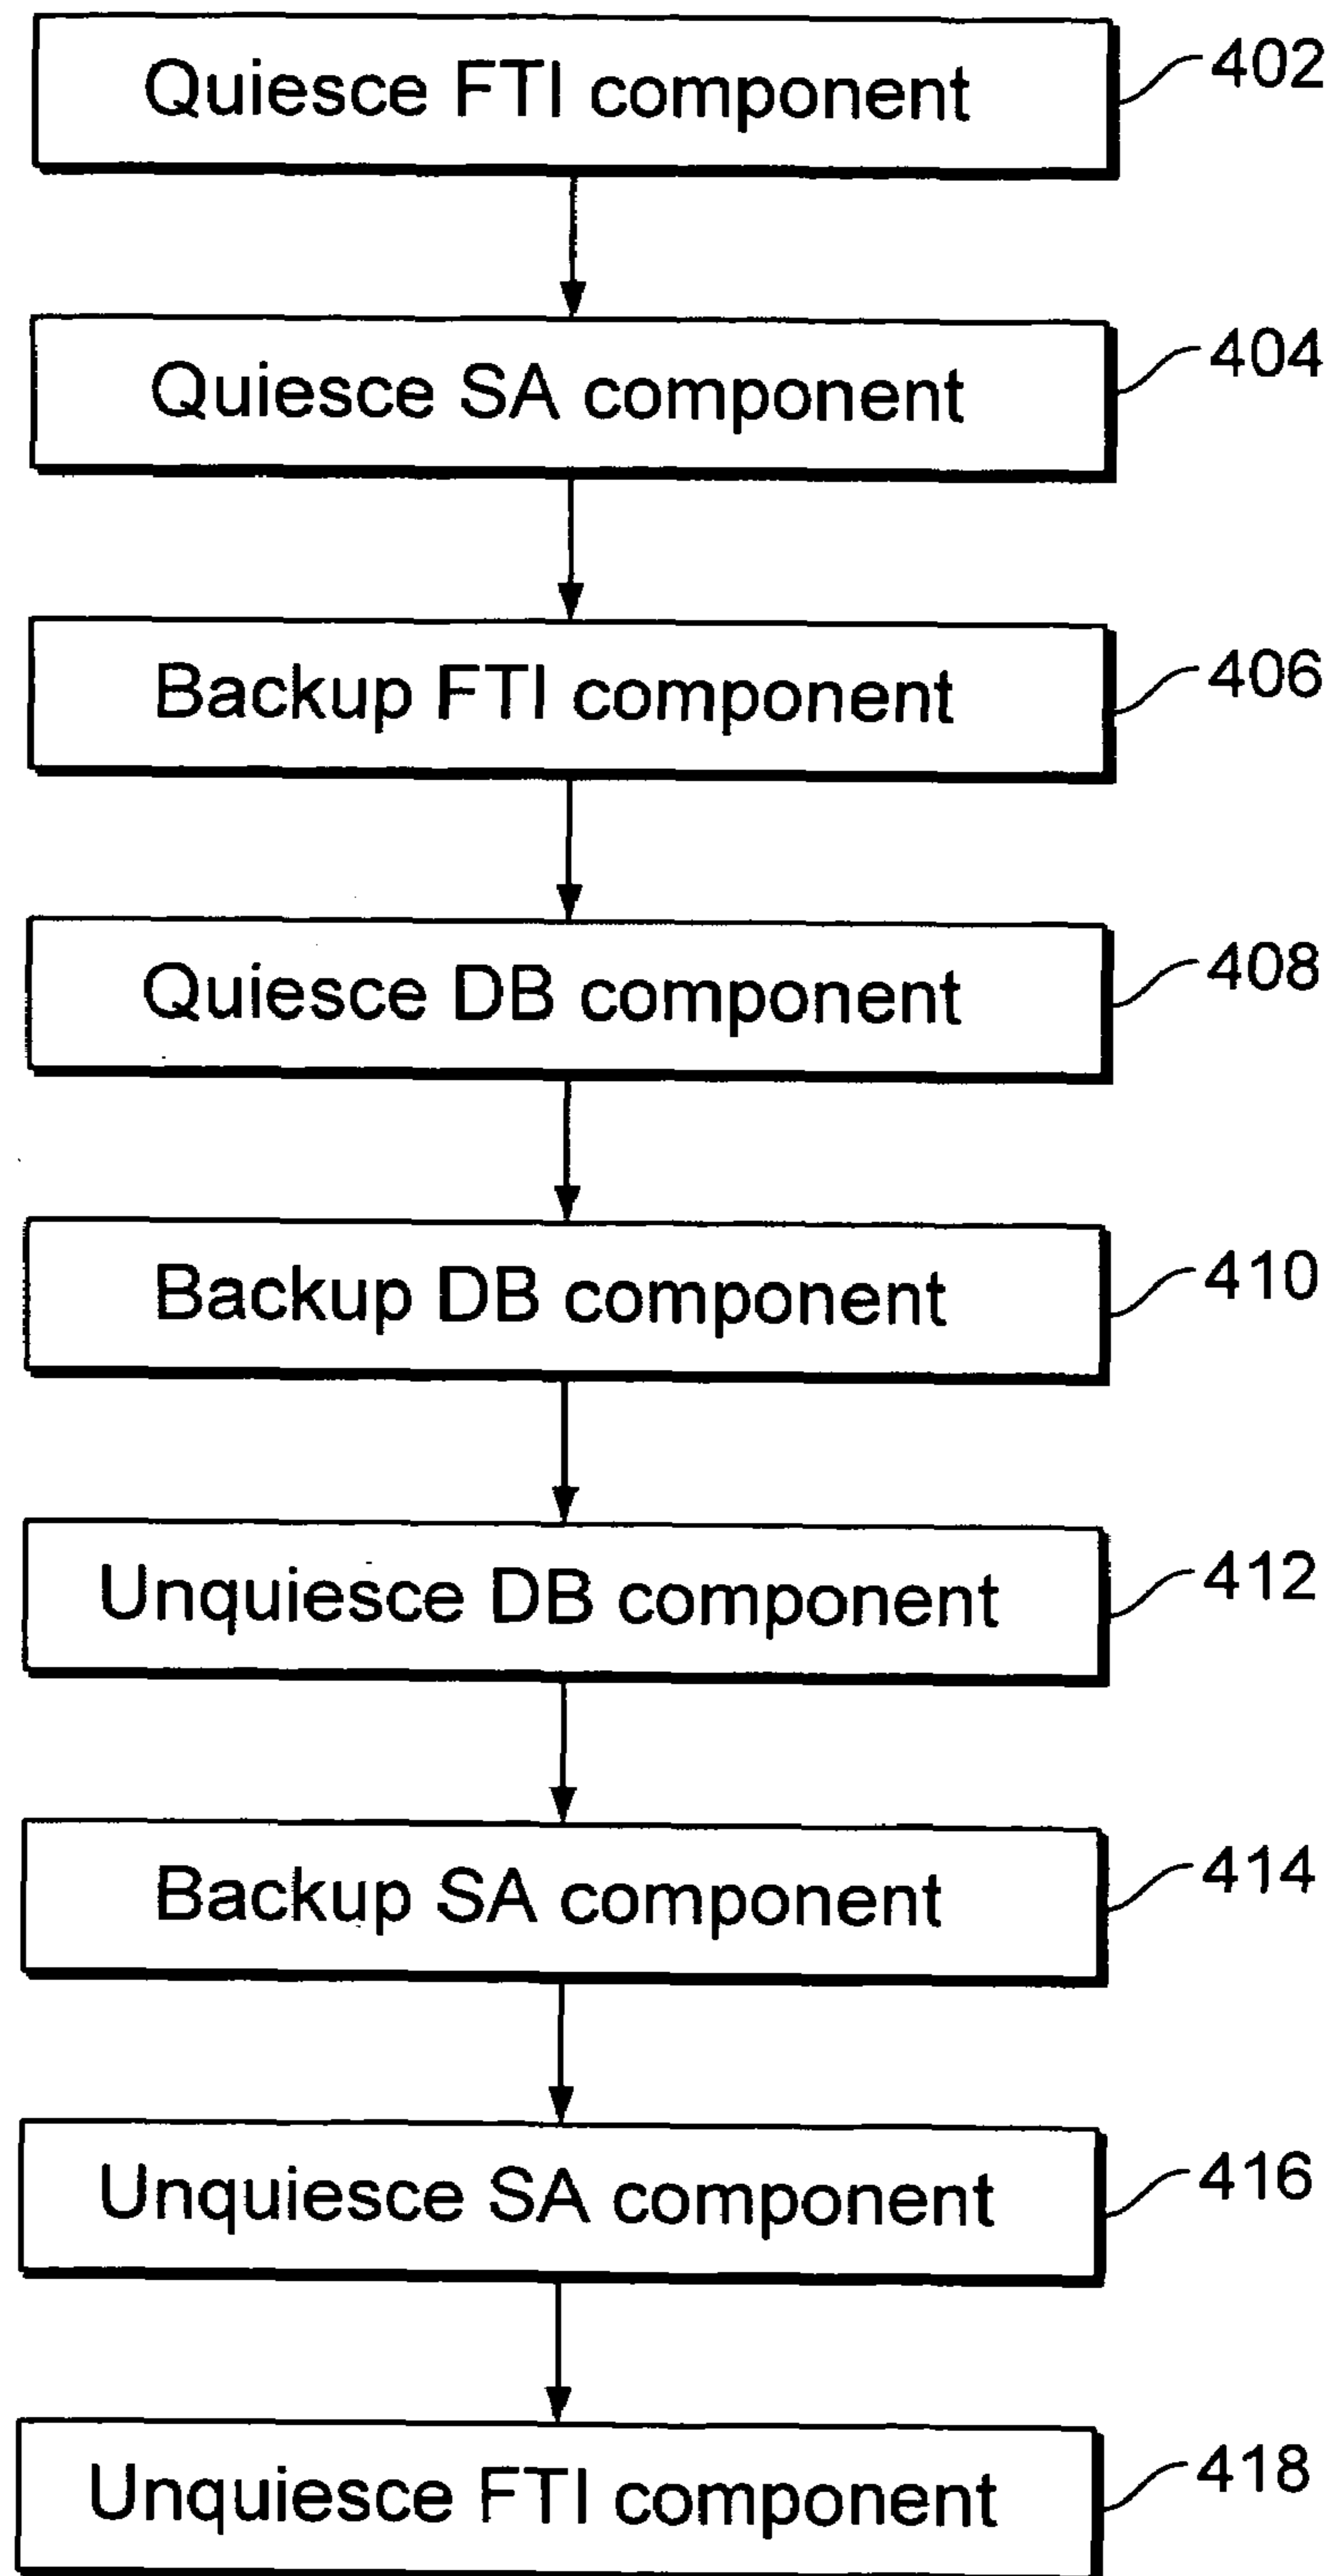 Quiesce FTI component
402
Quiesce SA component
404
Backup FTI component
406
Quiesce DB component
408
Backup DB component
410
Unquiesce DB component
412
Backup SA component
414
Unquiesce SA component
416
Unquiesce FTI component
418